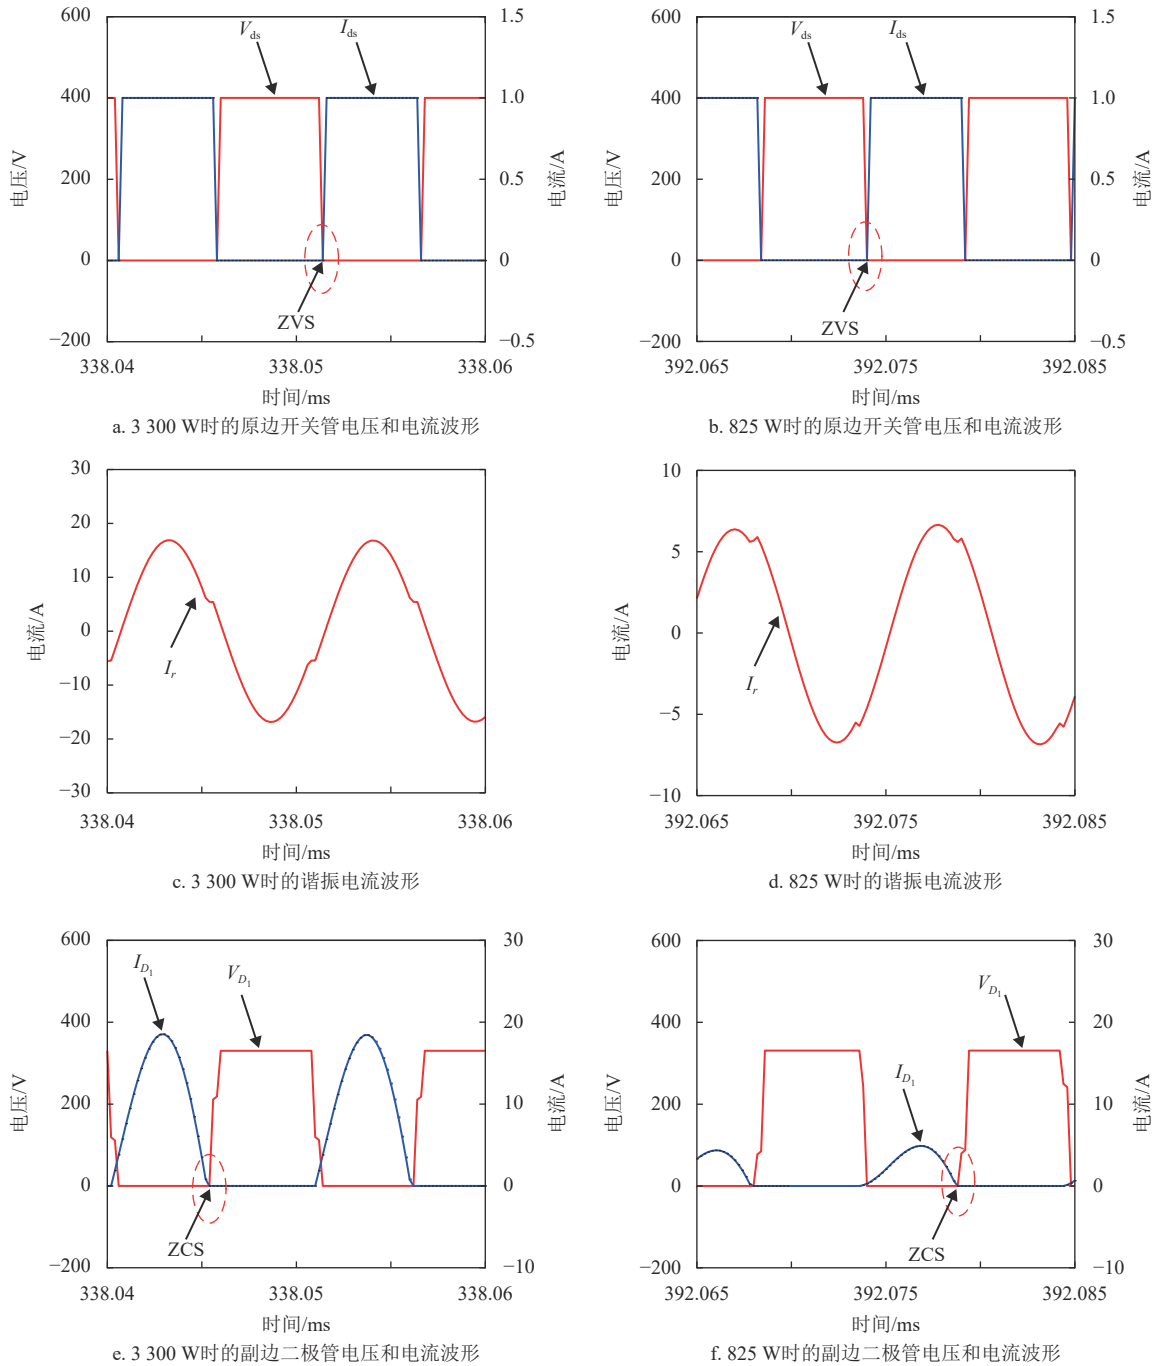 600
400
200
0
−200
电压/V
1.5
1.0
0.5
0
−0.5
电流/A
V_ds
I_ds
ZVS
338.04
338.05
338.06
时间/ms
a. 3 300 W时的原边开关管电压和电流波形
600
400
200
0
−200
电压/V
1.5
1.0
0.5
0
−0.5
电流/A
V_ds
I_ds
ZVS
392.065
392.075
392.085
时间/ms
b. 825 W时的原边开关管电压和电流波形
30
20
10
0
−10
−20
−30
电流/A
I_r
338.04
338.05
338.06
时间/ms
c. 3 300 W时的谐振电流波形
10
5
0
−5
−10
电流/A
I_r
392.065
392.075
392.085
时间/ms
d. 825 W时的谐振电流波形
600
400
200
0
−200
电压/V
30
20
10
0
−10
电流/A
I_D1
V_D1
ZCS
338.04
338.05
338.06
时间/ms
e. 3 300 W时的副边二极管电压和电流波形
600
400
200
0
−200
电压/V
30
20
10
0
−10
电流/A
V_D1
I_D1
ZCS
392.065
392.075
392.085
时间/ms
f. 825 W时的副边二极管电压和电流波形